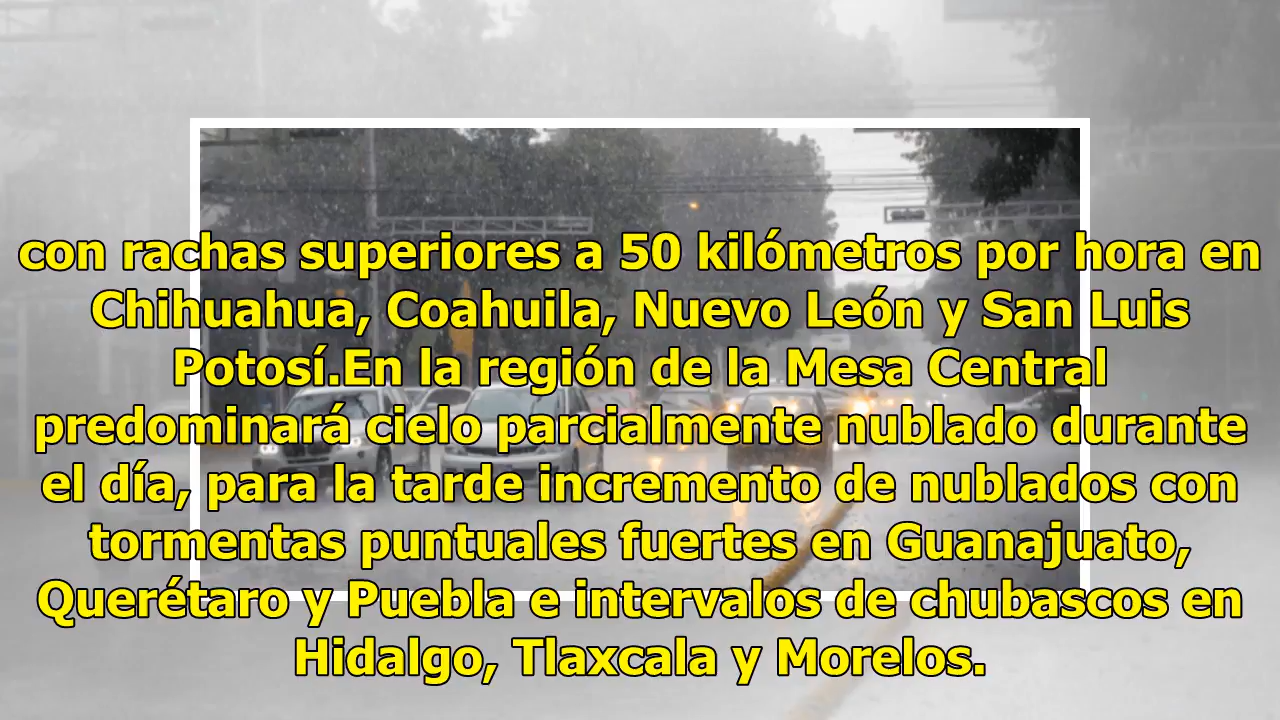 con rachas superiores a 50 kilómetros por hora en
Chihuahua, Coahuila, Nuevo León y San Luis
Potosí.En la región de la Mesa Central
predominará cielo parcialmente nublado durante
el día, para la tarde incremento de nublados con
tormentas puntuales fuertes en Guanajuato,
Querétaro y Puebla e intervalos de chubascos en
Hidalgo, Tlaxcala y Morelos.